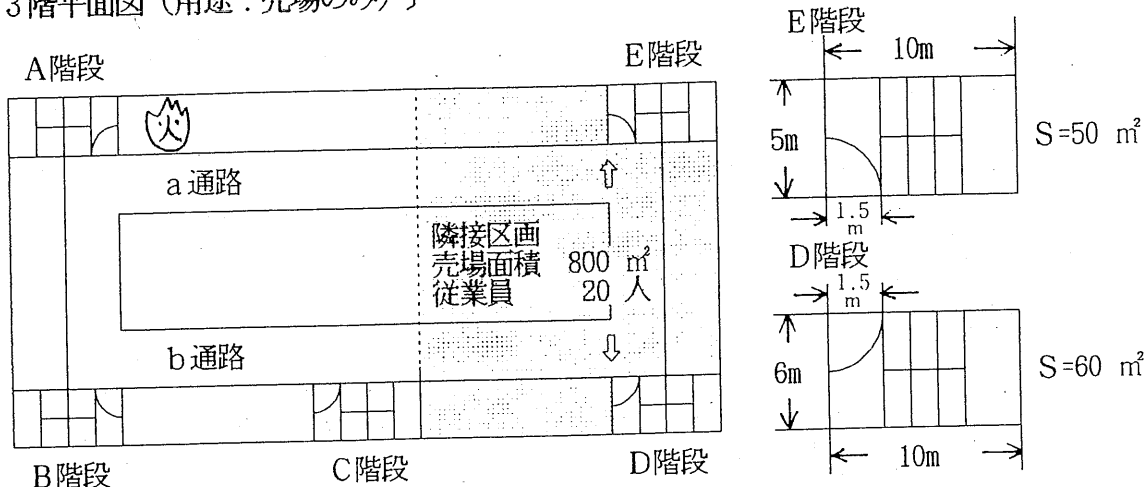 3階平面図(用途:売場のみ)
A階段
E階段
火
a通路
隣接区画
売場面積 800 ㎡
従業員 20 人
b通路
B階段
C階段
D階段
E階段
10m
5m
S=50 ㎡
1.5
m
D階段
1.5
m
6m
S=60 ㎡
10m